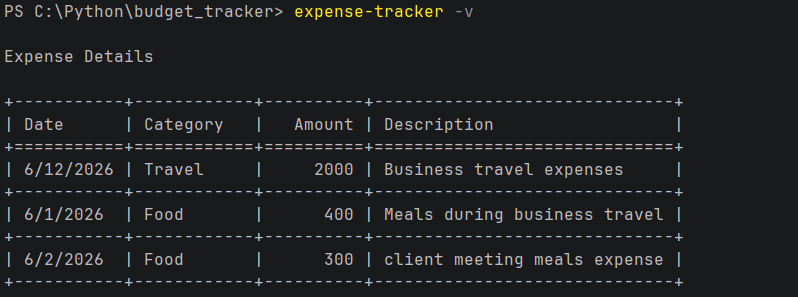 PS C:\Python\budget_tracker> expense-tracker -v
Expense Details
+-----------+------------+----------+------------------------------+
| Date      | Category   |   Amount | Description                  |
+===========+============+==========+==============================+
| 6/12/2026 | Travel     |     2000 | Business travel expenses     |
+-----------+------------+----------+------------------------------+
| 6/1/2026  | Food       |      400 | Meals during business travel |
+-----------+------------+----------+------------------------------+
| 6/2/2026  | Food       |      300 | client meeting meals expense |
+-----------+------------+----------+------------------------------+